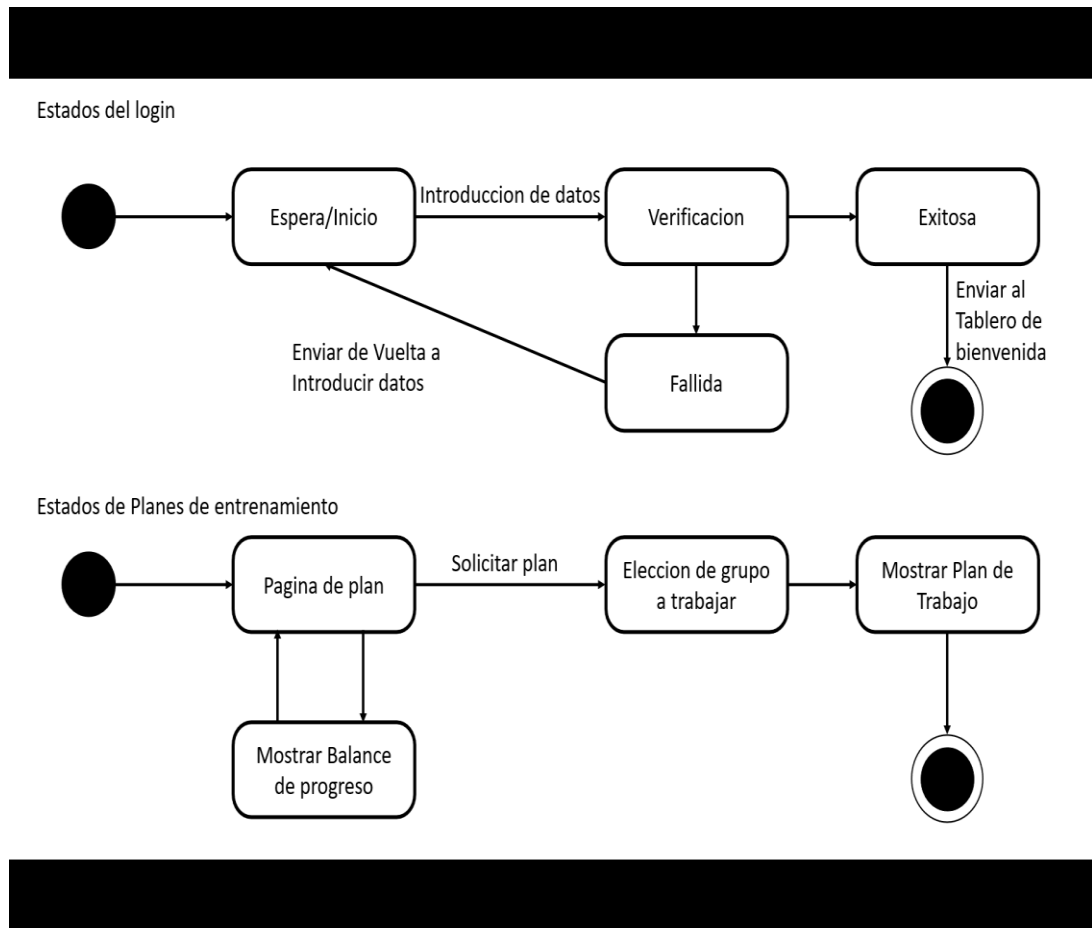 Estados del login
Espera/Inicio
Introduccion de datos
Verificacion
Exitosa
Enviar al
Tablero de
bienvenida
Enviar de Vuelta a
Introducir datos
Fallida
Estados de Planes de entrenamiento
Pagina de plan
Solicitar plan
Eleccion de grupo
a trabajar
Mostrar Plan de
Trabajo
Mostrar Balance
de progreso